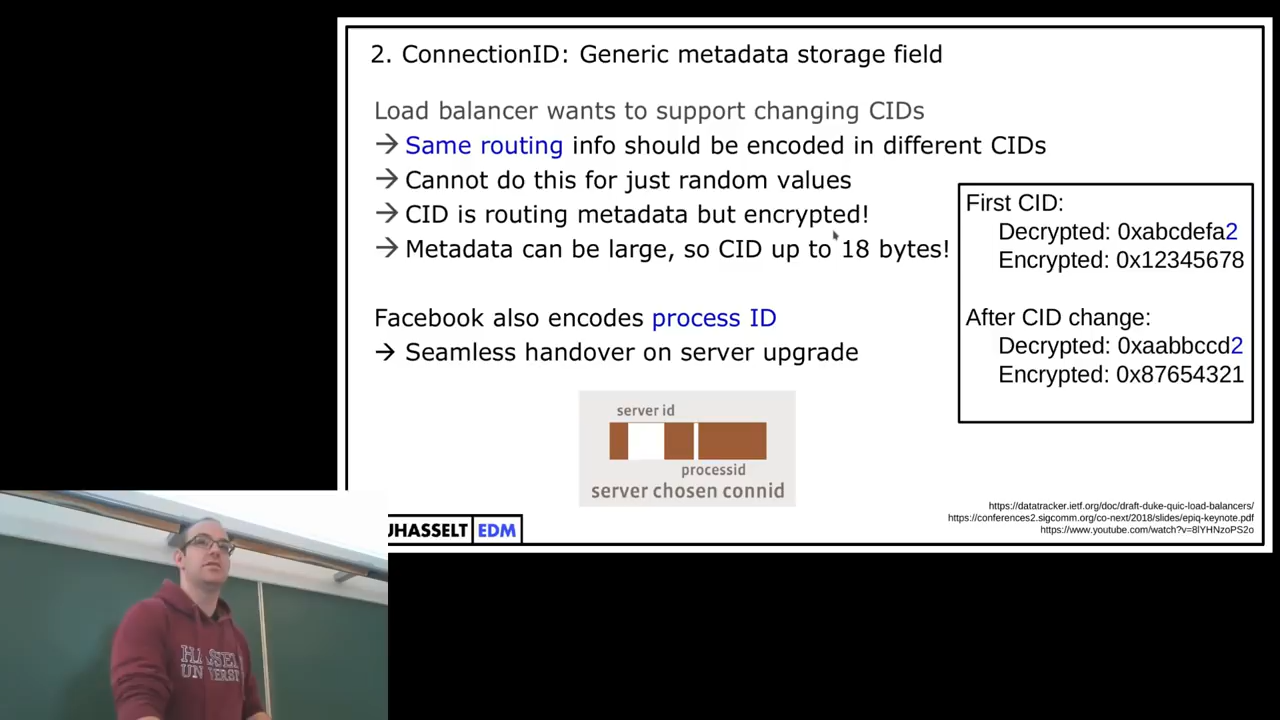 2. ConnectionID: Generic metadata storage field
Load balancer wants to support changing CIDs
→ Same routing info should be encoded in different CIDs
→ Cannot do this for just random values
→ CID is routing metadata but encrypted!
→ Metadata can be large, so CID up to 18 bytes!
Facebook also encodes process ID
→ Seamless handover on server upgrade
First CID:
Decrypted: 0xabcdefa2
Encrypted: 0x12345678
After CID change:
Decrypted: 0xaabbccd2
Encrypted: 0x87654321
server id
processid
server chosen connid
https://datatracker.ietf.org/doc/draft-duke-quic-load-balancers/
https://conferences2.sigcomm.org/co-next/2018/slides/epiq-keynote.pdf
https://www.youtube.com/watch?v=8lYHNzoPS2o
UHASSELT EDM